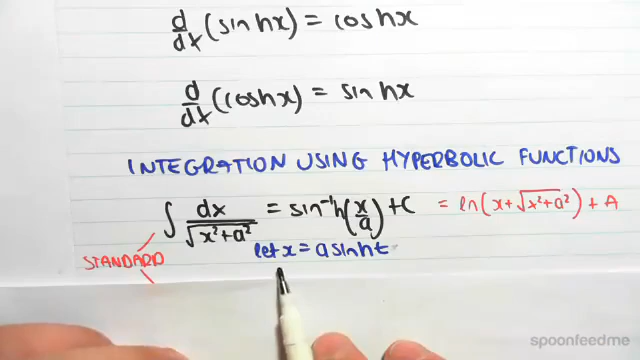 d/dx (sinhx) = coshx
d/dx (coshx) = sinhx
INTEGRATION USING HYPERBOLIC FUNCTIONS
∫ dx/√(x²+a²) = sin⁻¹h(x/a) + C = ln(x+√(x²+a²)) + A
let x = a sinh t
STANDARD
spoonfeedme